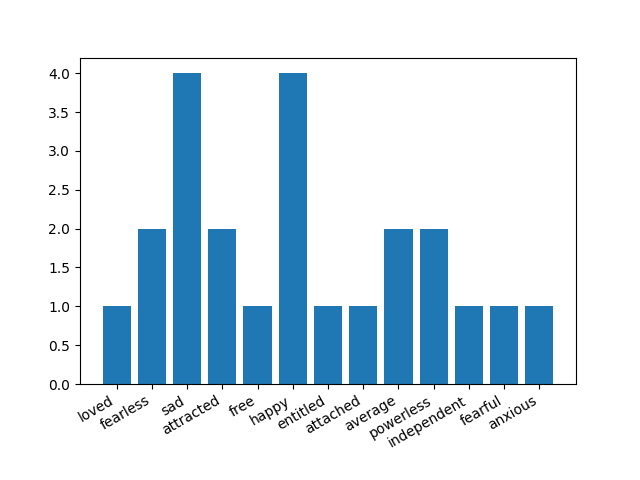 4.0
3.5
3.0
2.5
2.0
1.5
1.0
0.5
0.0
loved
fearless
sad
attracted
free
happy
entitled
attached
average
powerless
independent
fearful
anxious